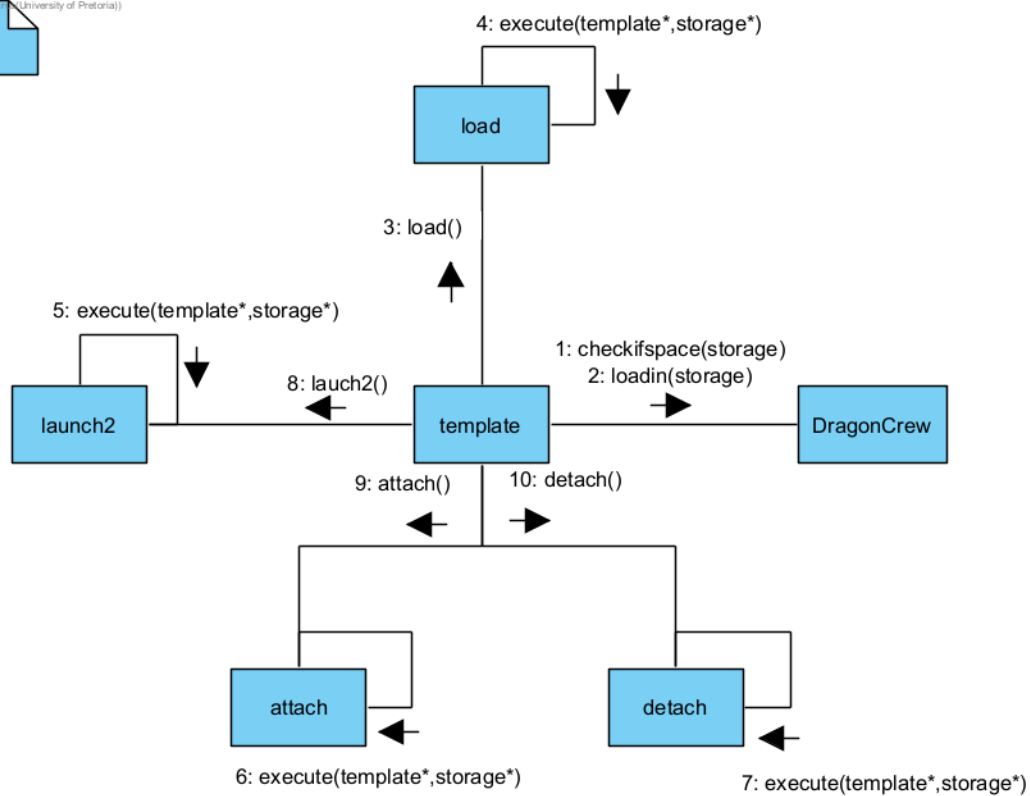 (University of Pretoria))
4: execute(template*,storage*)
load
3: load()
5: execute(template*,storage*)
1: checkifspace(storage)
8: lauch2()
2: loadin(storage)
launch2
template
DragonCrew
9: attach()
10: detach()
attach
detach
6: execute(template*,storage*)
7: execute(template*,storage*)